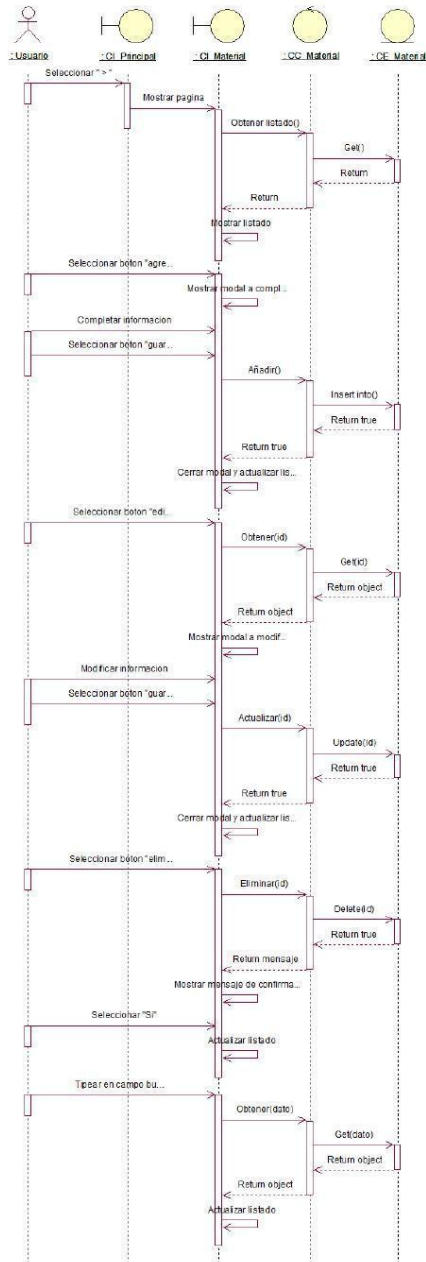 : Usuario
: CI_Principal
: CI_Material
: CC_Material
: CE_Material
Seleccionar " > "
Mostrar pagina
Obtener listado()
Get()
Return
Return
Mostrar listado
Seleccionar boton "agre...
Mostrar modal a compl...
Completar informacion
Seleccionar boton "guar...
Añadir()
Insert into()
Return true
Return true
Cerrar modal y actualizar lis...
Seleccionar boton "edi...
Obtener(id)
Get(id)
Return object
Return object
Mostrar modal a modif...
Modificar informacion
Seleccionar boton "guar...
Actualizar(id)
Update(id)
Return true
Return true
Cerrar modal y actualizar lis...
Seleccionar boton "elim...
Eliminar(id)
Delete(id)
Return true
Return mensaje
Mostrar mensaje de confirma...
Seleccionar "Si"
Actualizar listado
Tipear en campo bu...
Obtener(dato)
Get(dato)
Return object
Return object
Actualizar listado